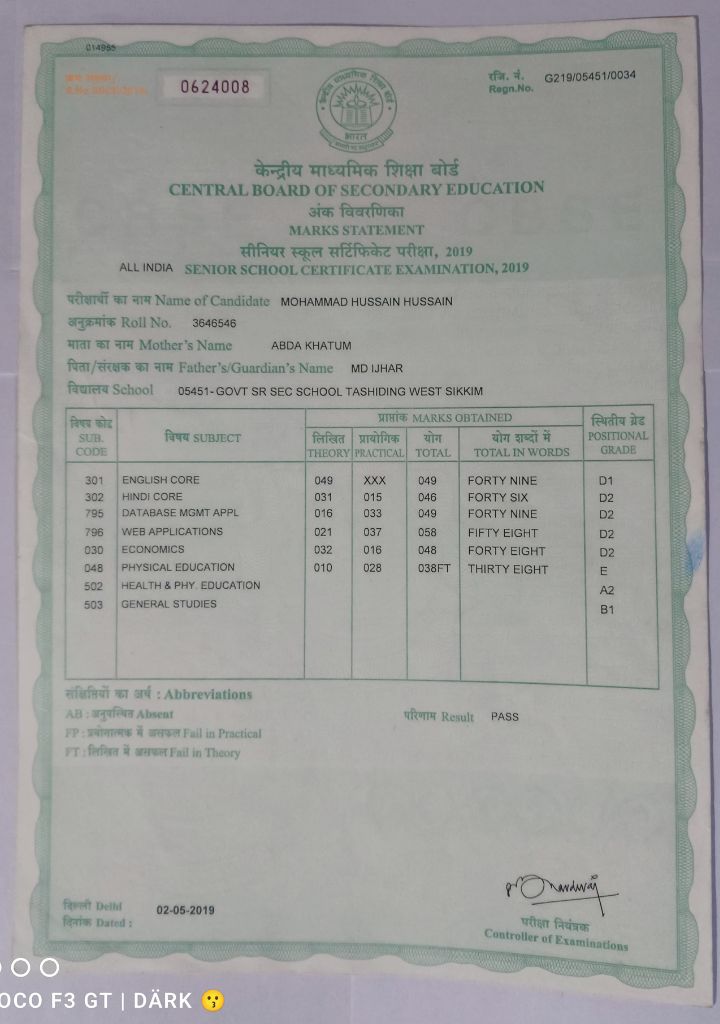 014955
0624008
रजि. नं. G219/05451/0034
Regn.No.
भारत
केन्द्रीय माध्यमिक शिक्षा बोर्ड
CENTRAL BOARD OF SECONDARY EDUCATION
अंक विवरणिका
MARKS STATEMENT
सीनियर स्कूल सर्टिफिकेट परीक्षा, 2019
ALL INDIA SENIOR SCHOOL CERTIFICATE EXAMINATION, 2019
परीक्षार्थी का नाम Name of Candidate MOHAMMAD HUSSAIN HUSSAIN
अनुक्रमांक Roll No. 3646546
माता का नाम Mother's Name ABDA KHATUM
पिता/संरक्षक का नाम Father's/Guardian's Name MD IJHAR
विद्यालय School 05451- GOVT SR SEC SCHOOL TASHIDING WEST SIKKIM
विषय कोड SUB. CODE
विषय SUBJECT
प्राप्तांक MARKS OBTAINED
लिखित THEORY
प्रायोगिक PRACTICAL
योग TOTAL
योग शब्दों में TOTAL IN WORDS
स्थितीय ग्रेड POSITIONAL GRADE
301 ENGLISH CORE 049 XXX 049 FORTY NINE D1
302 HINDI CORE 031 015 046 FORTY SIX D2
795 DATABASE MGMT APPL 016 033 049 FORTY NINE D2
796 WEB APPLICATIONS 021 037 058 FIFTY EIGHT D2
030 ECONOMICS 032 016 048 FORTY EIGHT D2
048 PHYSICAL EDUCATION 010 028 038FT THIRTY EIGHT E
502 HEALTH & PHY. EDUCATION A2
503 GENERAL STUDIES B1
संक्षिप्तियों का अर्थ : Abbreviations
AB : अनुपस्थित Absent
परिणाम Result PASS
FP : प्रयोगात्मक में असफल Fail in Practical
FT : लिखित में असफल Fail in Theory
दिल्ली Delhi
दिनांक Dated : 02-05-2019
परीक्षा नियंत्रक
Controller of Examinations
OCO F3 GT | DÄRK 😗